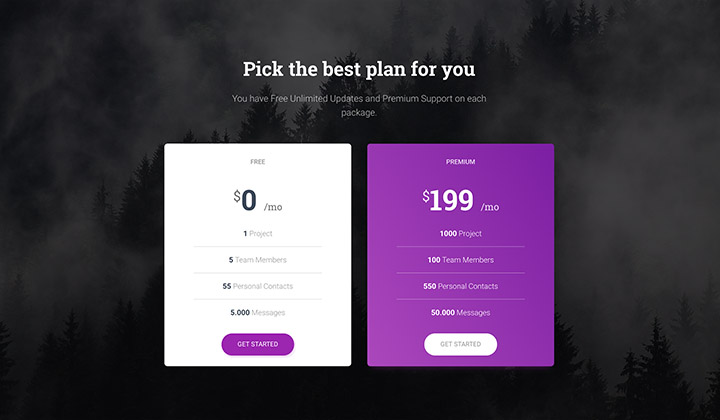 Pick the best plan for you
You have Free Unlimited Updates and Premium Support on each
package.
FREE
$0 /mo
1 Project
5 Team Members
55 Personal Contacts
5.000 Messages
GET STARTED
PREMIUM
$199 /mo
1000 Project
100 Team Members
550 Personal Contacts
50.000 Messages
GET STARTED